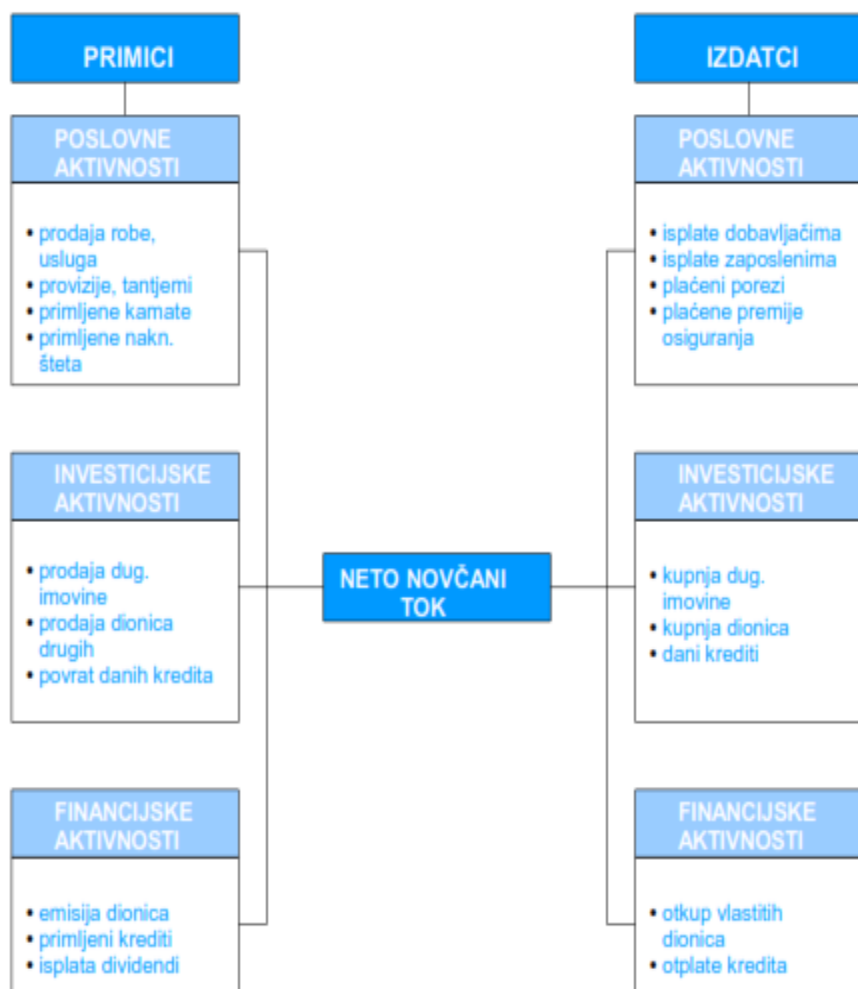 PRIMICI
POSLOVNE
AKTIVNOSTI
• prodaja robe,
usluga
• provizije, tantjemi
• primljene kamate
• primljene nakn.
šteta
INVESTICIJSKE
AKTIVNOSTI
• prodaja dug.
imovine
• prodaja dionica
drugih
• povrat danih kredita
FINANCIJSKE
AKTIVNOSTI
• emisija dionica
• primljeni krediti
• isplata dividendi
NETO NOVČANI
TOK
IZDATCI
POSLOVNE
AKTIVNOSTI
• isplate dobavljačima
• isplate zaposlenima
• plaćeni porezi
• plaćene premije
osiguranja
INVESTICIJSKE
AKTIVNOSTI
• kupnja dug.
imovine
• kupnja dionica
• dani krediti
FINANCIJSKE
AKTIVNOSTI
• otkup vlastitih
dionica
• otplate kredita